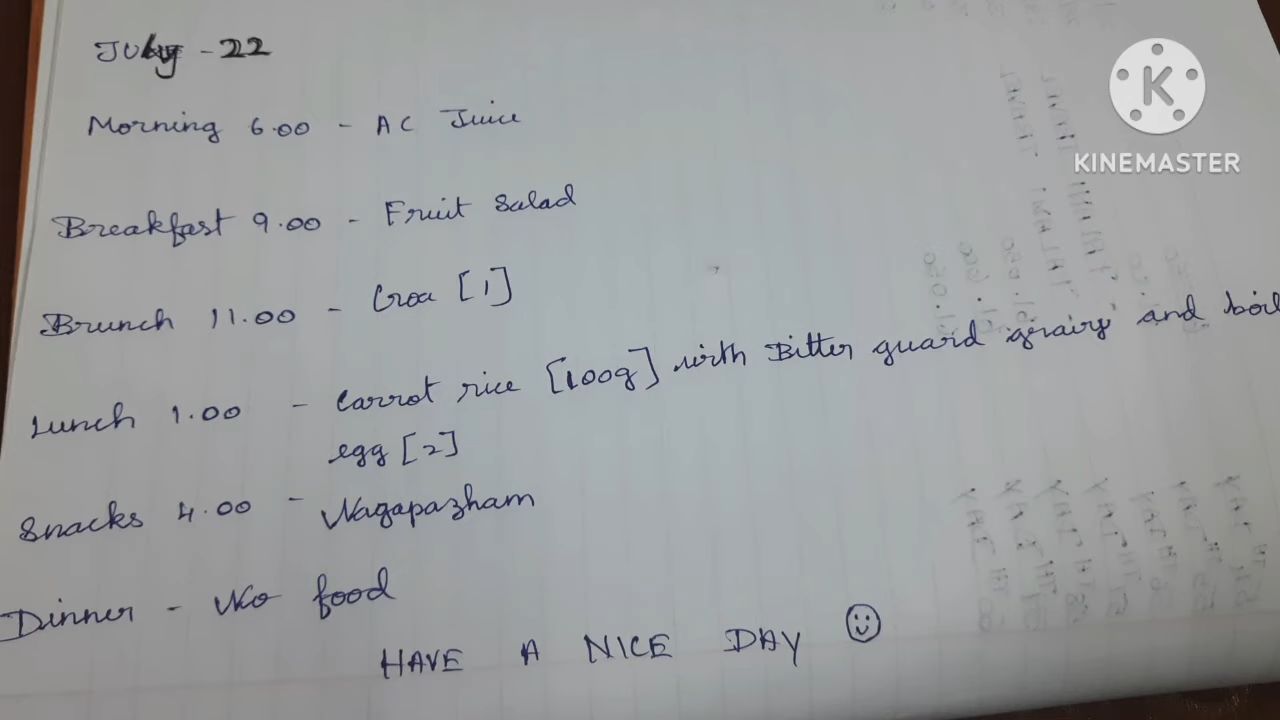 July - 22
K
KINEMASTER
Morning 6.00 - AC Juice
Breakfast 9.00 - Fruit Salad
Brunch 11.00 - Croa [1]
Lunch 1.00 - Carrot rice [100g] with Bitter guard grairy and boil
egg [2]
Snacks 4.00 - Nagapazham
Dinner - No food
HAVE A NICE DAY